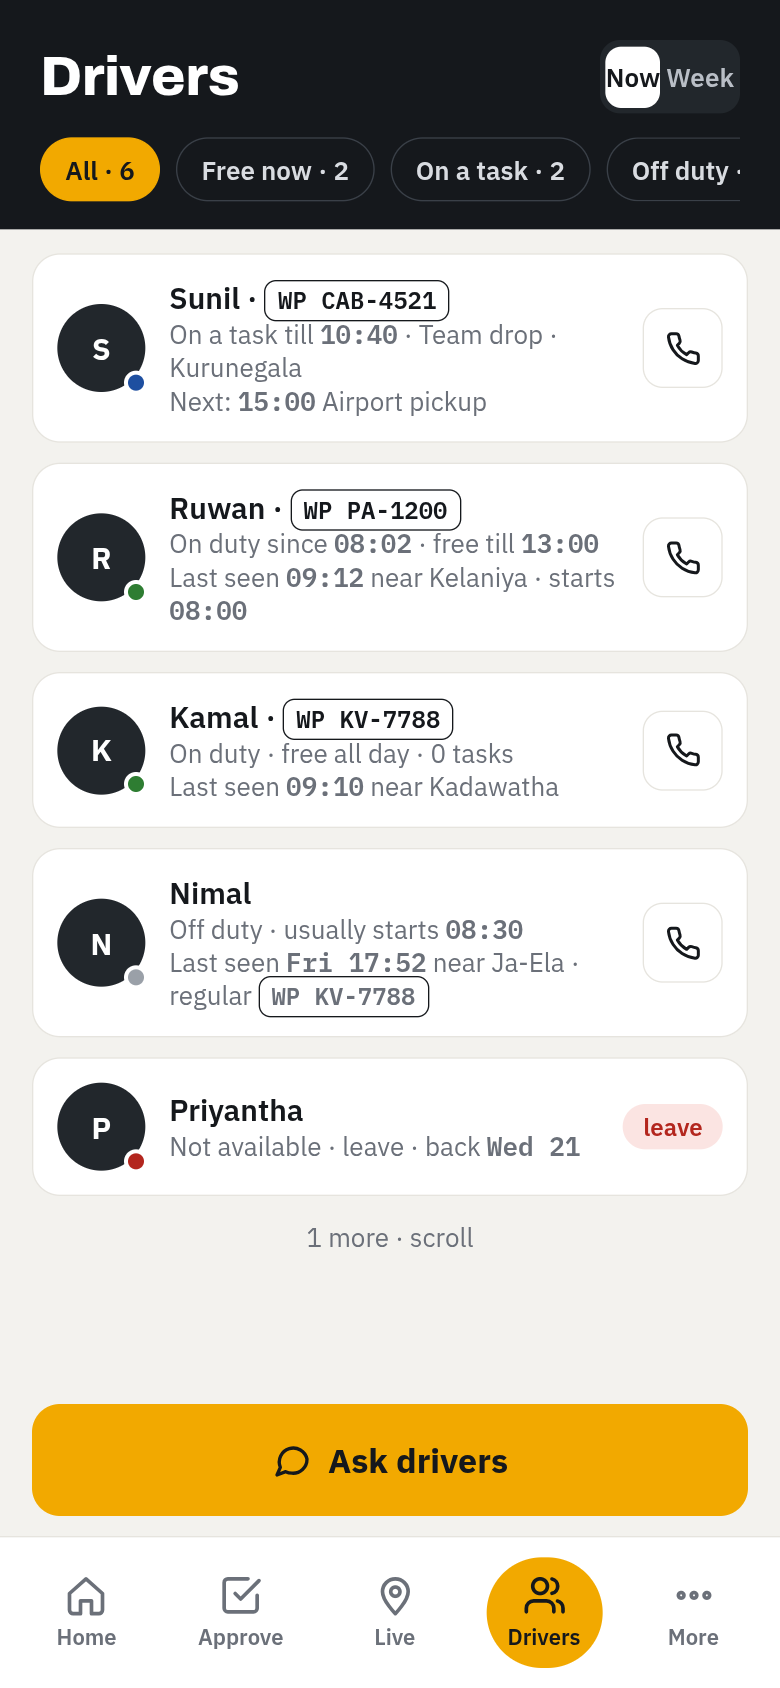 Drivers
Now Week
All · 6
Free now · 2
On a task · 2
Off duty ·
S
Sunil · WP CAB-4521
On a task till 10:40 · Team drop ·
Kurunegala
Next: 15:00 Airport pickup
R
Ruwan · WP PA-1200
On duty since 08:02 · free till 13:00
Last seen 09:12 near Kelaniya · starts
08:00
K
Kamal · WP KV-7788
On duty · free all day · 0 tasks
Last seen 09:10 near Kadawatha
N
Nimal
Off duty · usually starts 08:30
Last seen Fri 17:52 near Ja-Ela ·
regular WP KV-7788
P
Priyantha
Not available · leave · back Wed 21
leave
1 more · scroll
Ask drivers
Home
Approve
Live
Drivers
More